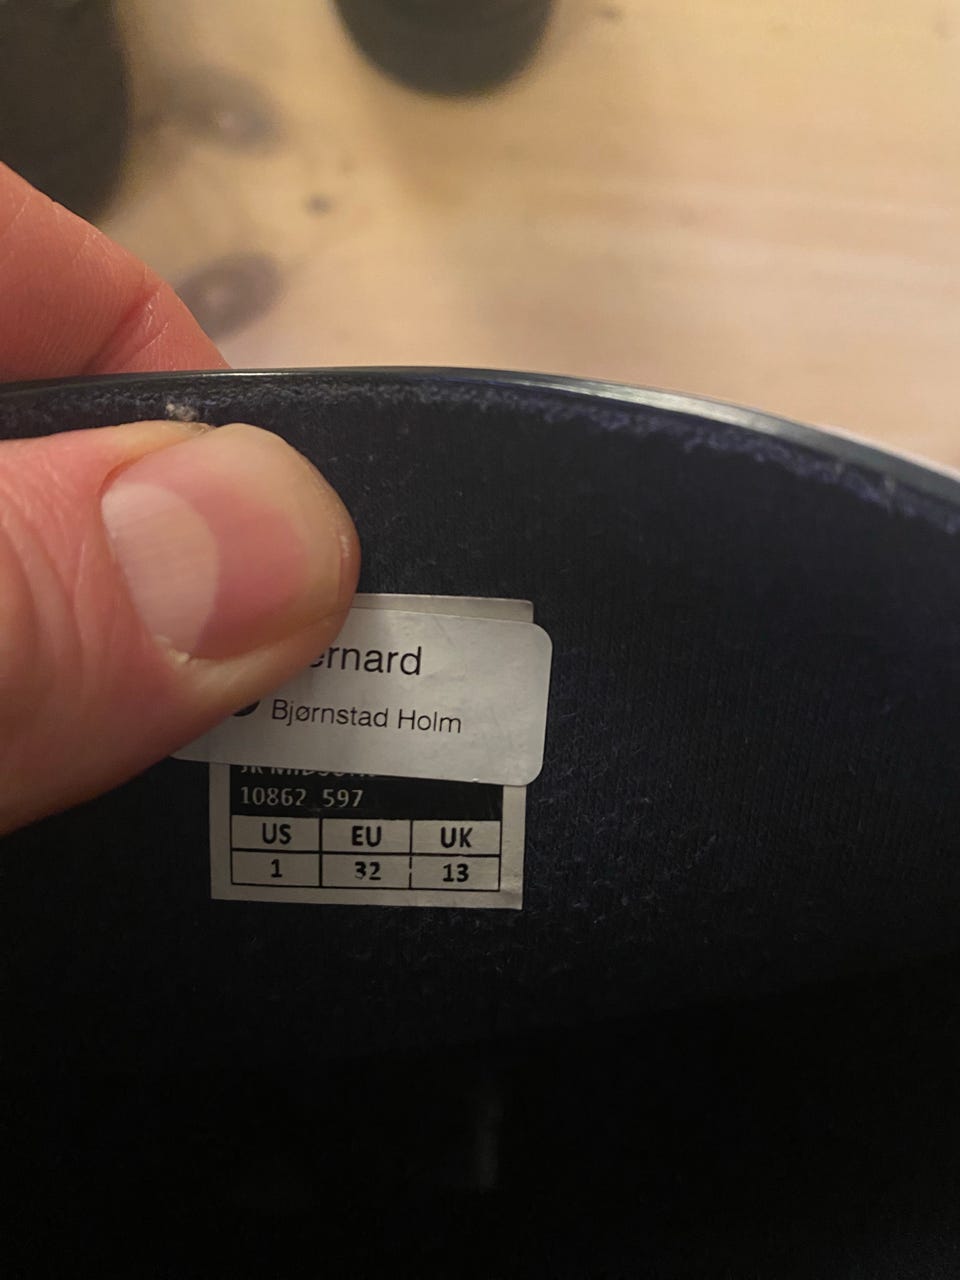 ernard
Bjørnstad Holm
10862 597
US EU UK
1 32 13